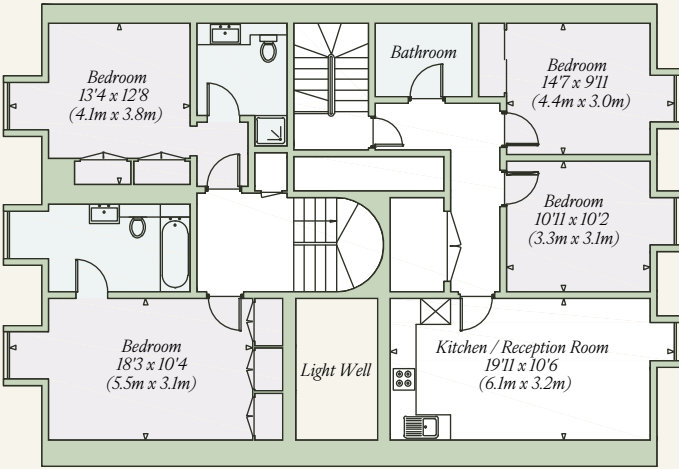 Bedroom
13'4 x 12'8
(4.1m x 3.8m)
Bathroom
Bedroom
14'7 x 9'11
(4.4m x 3.0m)
Bedroom
10'11 x 10'2
(3.3m x 3.1m)
Bedroom
18'3 x 10'4
(5.5m x 3.1m)
Light Well
Kitchen / Reception Room
19'11 x 10'6
(6.1m x 3.2m)